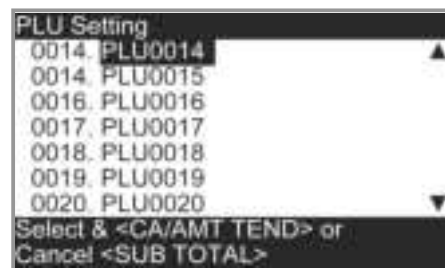 PLU Setting
0014. PLU0014
0014. PLU0015
0016. PLU0016
0017. PLU0017
0018. PLU0018
0019. PLU0019
0020. PLU0020
Select & <CA/AMT TEND> or
Cancel <SUB TOTAL>